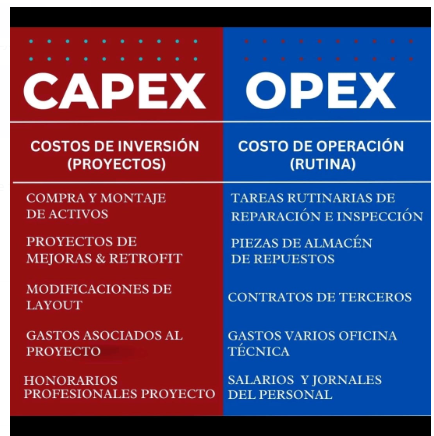 CAPEX
OPEX
COSTOS DE INVERSIÓN
(PROYECTOS)
COSTO DE OPERACIÓN
(RUTINA)
COMPRA Y MONTAJE
DE ACTIVOS
TAREAS RUTINARIAS DE
REPARACIÓN E INSPECCIÓN
PROYECTOS DE
MEJORAS & RETROFIT
PIEZAS DE ALMACÉN
DE REPUESTOS
MODIFICACIONES DE
LAYOUT
CONTRATOS DE TERCEROS
GASTOS ASOCIADOS AL
PROYECTO
GASTOS VARIOS OFICINA
TÉCNICA
HONORARIOS
PROFESIONALES PROYECTO
SALARIOS Y JORNALES
DEL PERSONAL